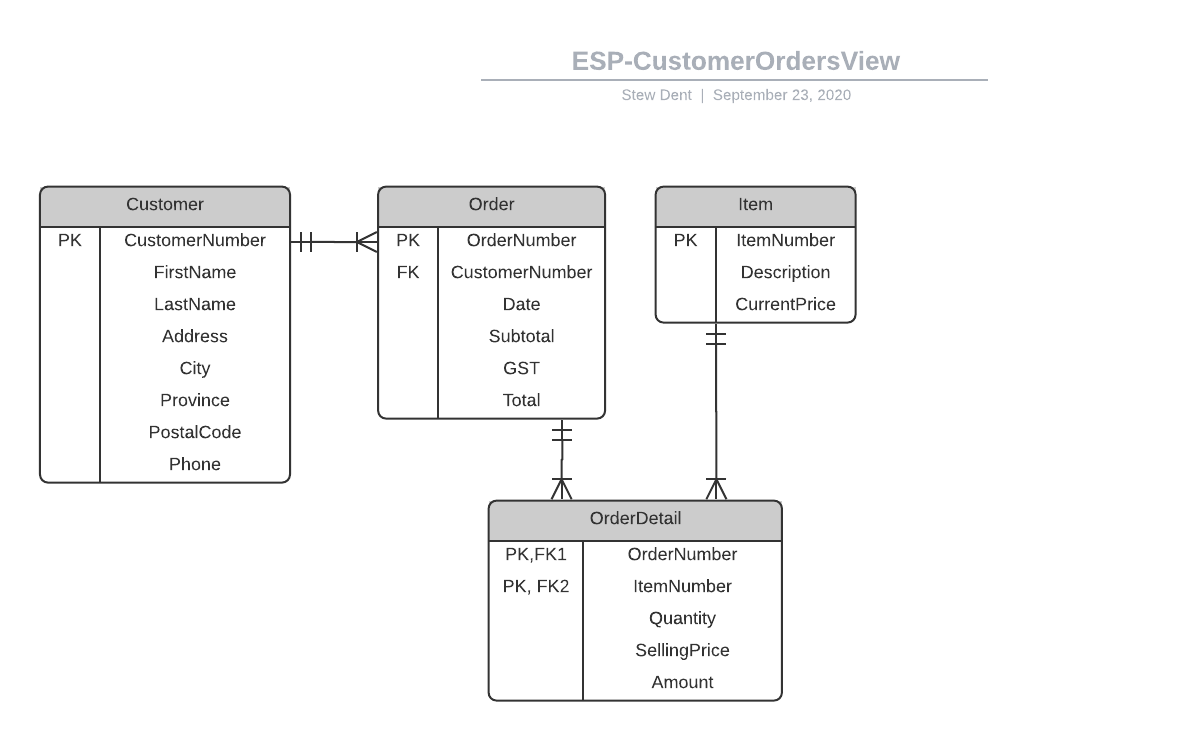 ESP-CustomerOrdersView
Stew Dent | September 23, 2020
Customer
PK CustomerNumber
FirstName
LastName
Address
City
Province
PostalCode
Phone
Order
PK OrderNumber
FK CustomerNumber
Date
Subtotal
GST
Total
Item
PK ItemNumber
Description
CurrentPrice
OrderDetail
PK,FK1 OrderNumber
PK, FK2 ItemNumber
Quantity
SellingPrice
Amount